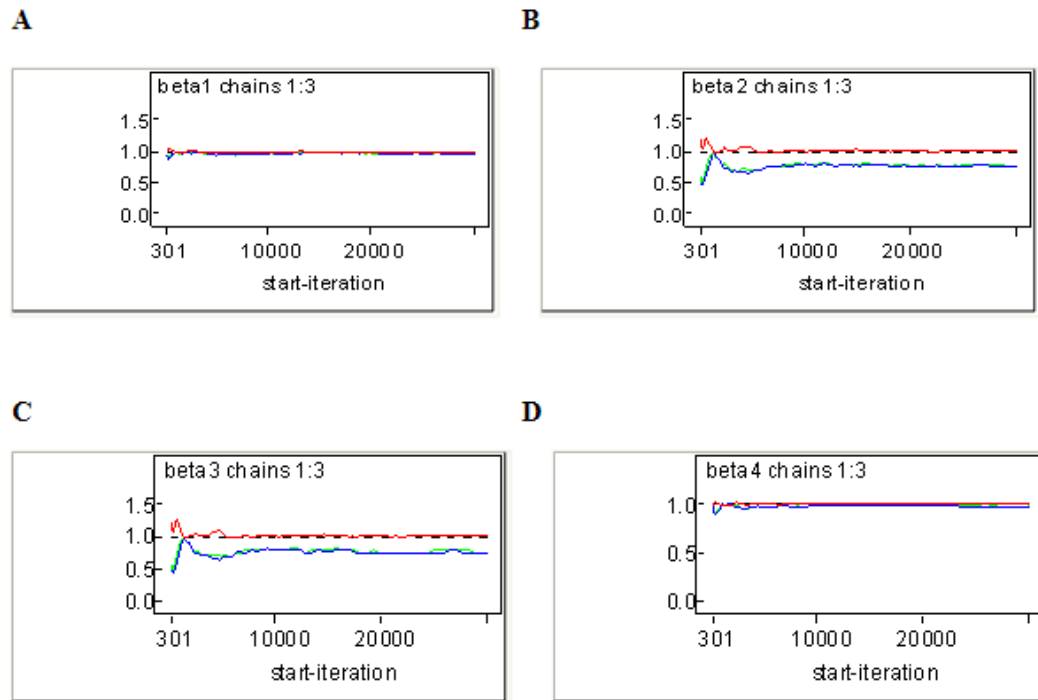 A
B
beta1 chains 1:3
1.5
1.0
0.5
0.0
301 10000 20000
start-iteration
beta2 chains 1:3
1.5
1.0
0.5
0.0
301 10000 20000
start-iteration
C
D
beta3 chains 1:3
1.5
1.0
0.5
0.0
301 10000 20000
start-iteration
beta4 chains 1:3
1.0
0.5
0.0
301 10000 20000
start-iteration